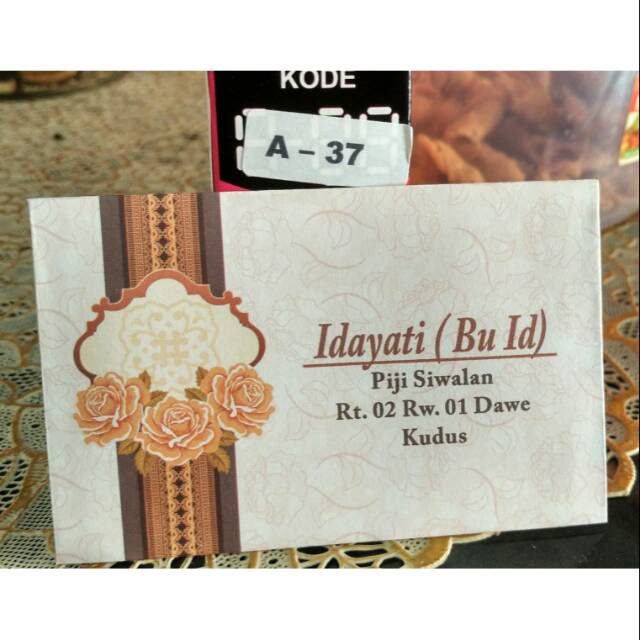 KODE
A – 37
Idayati ( Bu Id)
Piji Siwalan
Rt. 02 Rw. 01 Dawe
Kudus